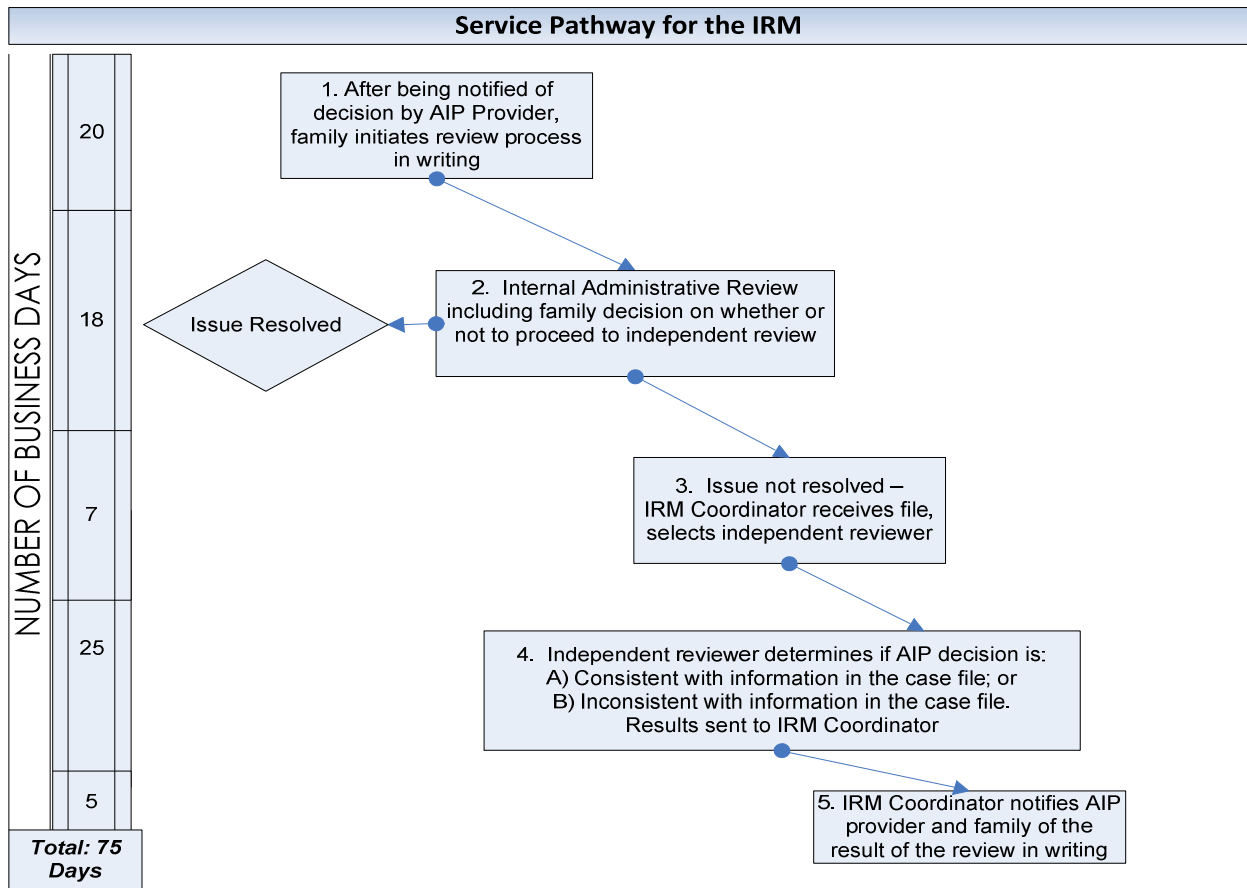 Service Pathway for the IRM
NUMBER OF BUSINESS DAYS
20
1. After being notified of
decision by AIP Provider,
family initiates review process
in writing
18
Issue Resolved
2. Internal Administrative Review
including family decision on whether or
not to proceed to independent review
7
3. Issue not resolved –
IRM Coordinator receives file,
selects independent reviewer
25
4. Independent reviewer determines if AIP decision is:
A) Consistent with information in the case file; or
B) Inconsistent with information in the case file.
Results sent to IRM Coordinator
5
5. IRM Coordinator notifies AIP
provider and family of the
result of the review in writing
Total: 75
Days